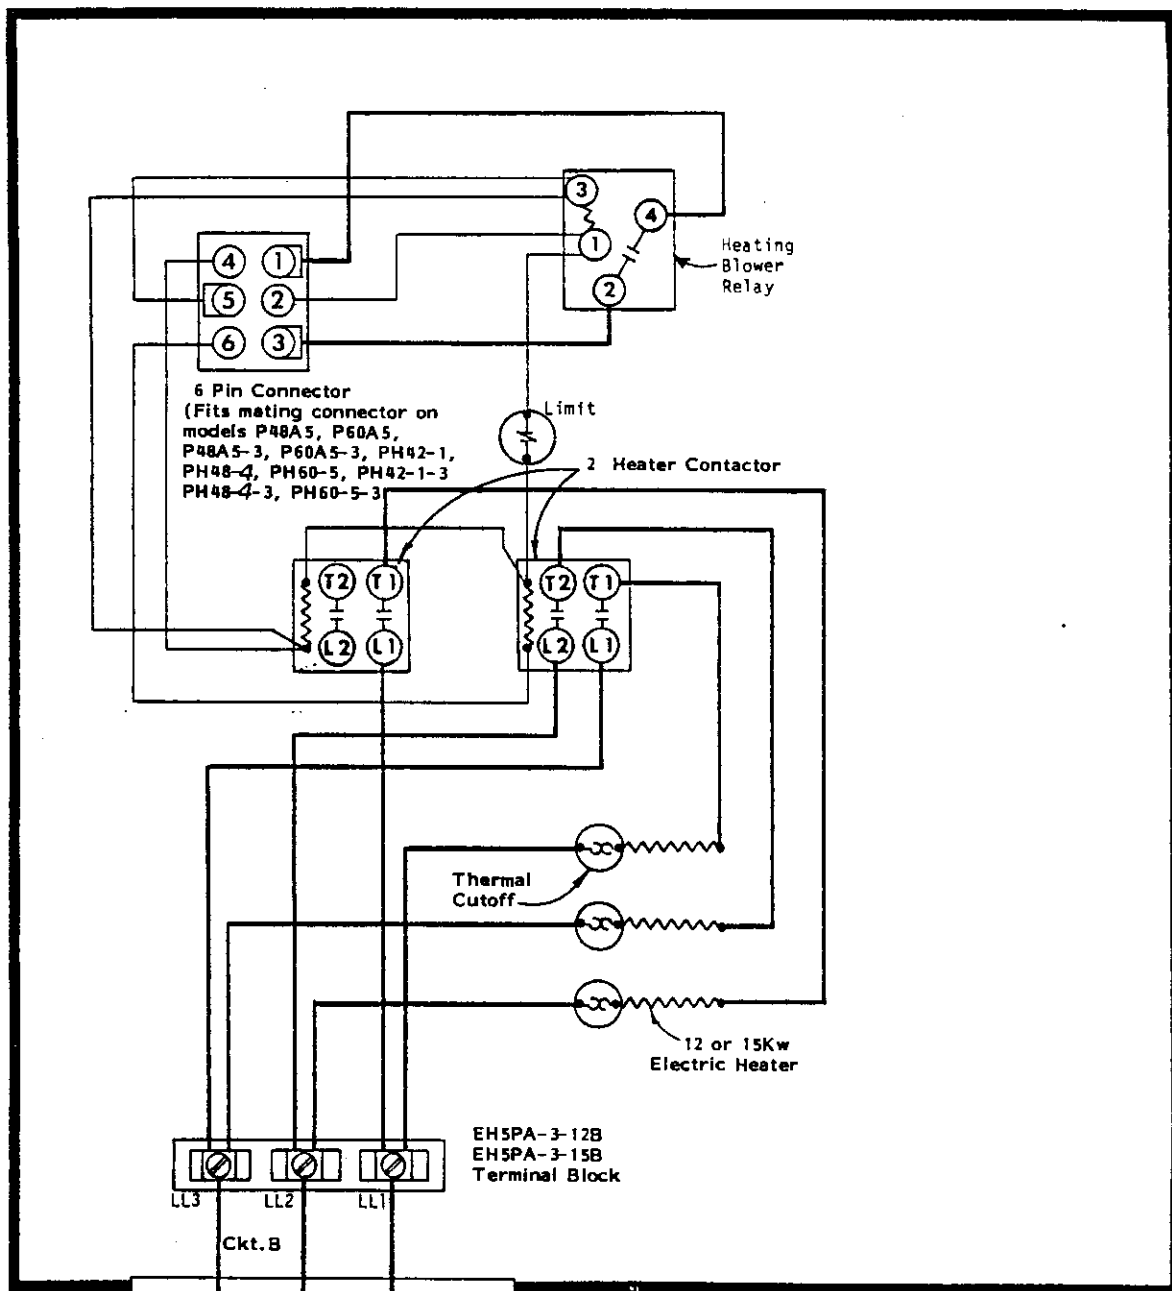 3
4
1
2
Heating
Blower
Relay
4 1
5 2
6 3
6 Pin Connector
(Fits mating connector on
models P48A5, P60A5,
P48A5-3, P60A5-3, PH42-1,
PH48-4, PH60-5, PH42-1-3
PH48-4-3, PH60-5-3
Limit
2 Heater Contactor
T2 T1
L2 L1
T2 T1
L2 L1
Thermal
Cutoff
12 or 15Kw
Electric Heater
EH5PA-3-12B
EH5PA-3-15B
Terminal Block
LL3 LL2 LL1
Ckt.B